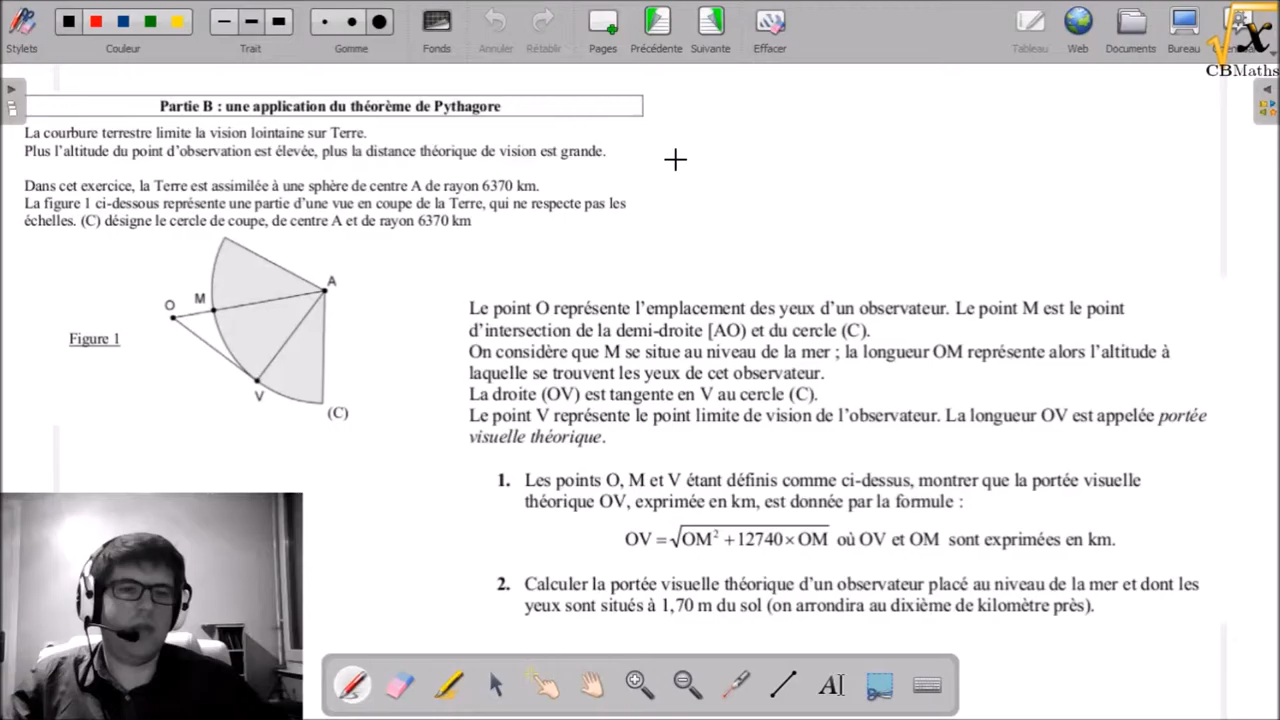 Stylets Couleur Trait Gomme Fonds Annuler Rétablir Pages Précédente Suivante Effacer Tableau Web Documents Bureau
√x
CBMaths
Partie B : une application du théorème de Pythagore
La courbure terrestre limite la vision lointaine sur Terre.
Plus l'altitude du point d'observation est élevée, plus la distance théorique de vision est grande.
Dans cet exercice, la Terre est assimilée à une sphère de centre A de rayon 6370 km.
La figure 1 ci-dessous représente une partie d'une vue en coupe de la Terre, qui ne respecte pas les
échelles. (C) désigne le cercle de coupe, de centre A et de rayon 6370 km
A
M
O
Figure 1
V
(C)
Le point O représente l'emplacement des yeux d'un observateur. Le point M est le point
d'intersection de la demi-droite [AO) et du cercle (C).
On considère que M se situe au niveau de la mer ; la longueur OM représente alors l'altitude à
laquelle se trouvent les yeux de cet observateur.
La droite (OV) est tangente en V au cercle (C).
Le point V représente le point limite de vision de l'observateur. La longueur OV est appelée portée
visuelle théorique.
1. Les points O, M et V étant définis comme ci-dessus, montrer que la portée visuelle
théorique OV, exprimée en km, est donnée par la formule :
OV = √OM² + 12740 × OM où OV et OM sont exprimées en km.
2. Calculer la portée visuelle théorique d'un observateur placé au niveau de la mer et dont les
yeux sont situés à 1,70 m du sol (on arrondira au dixième de kilomètre près).
AI